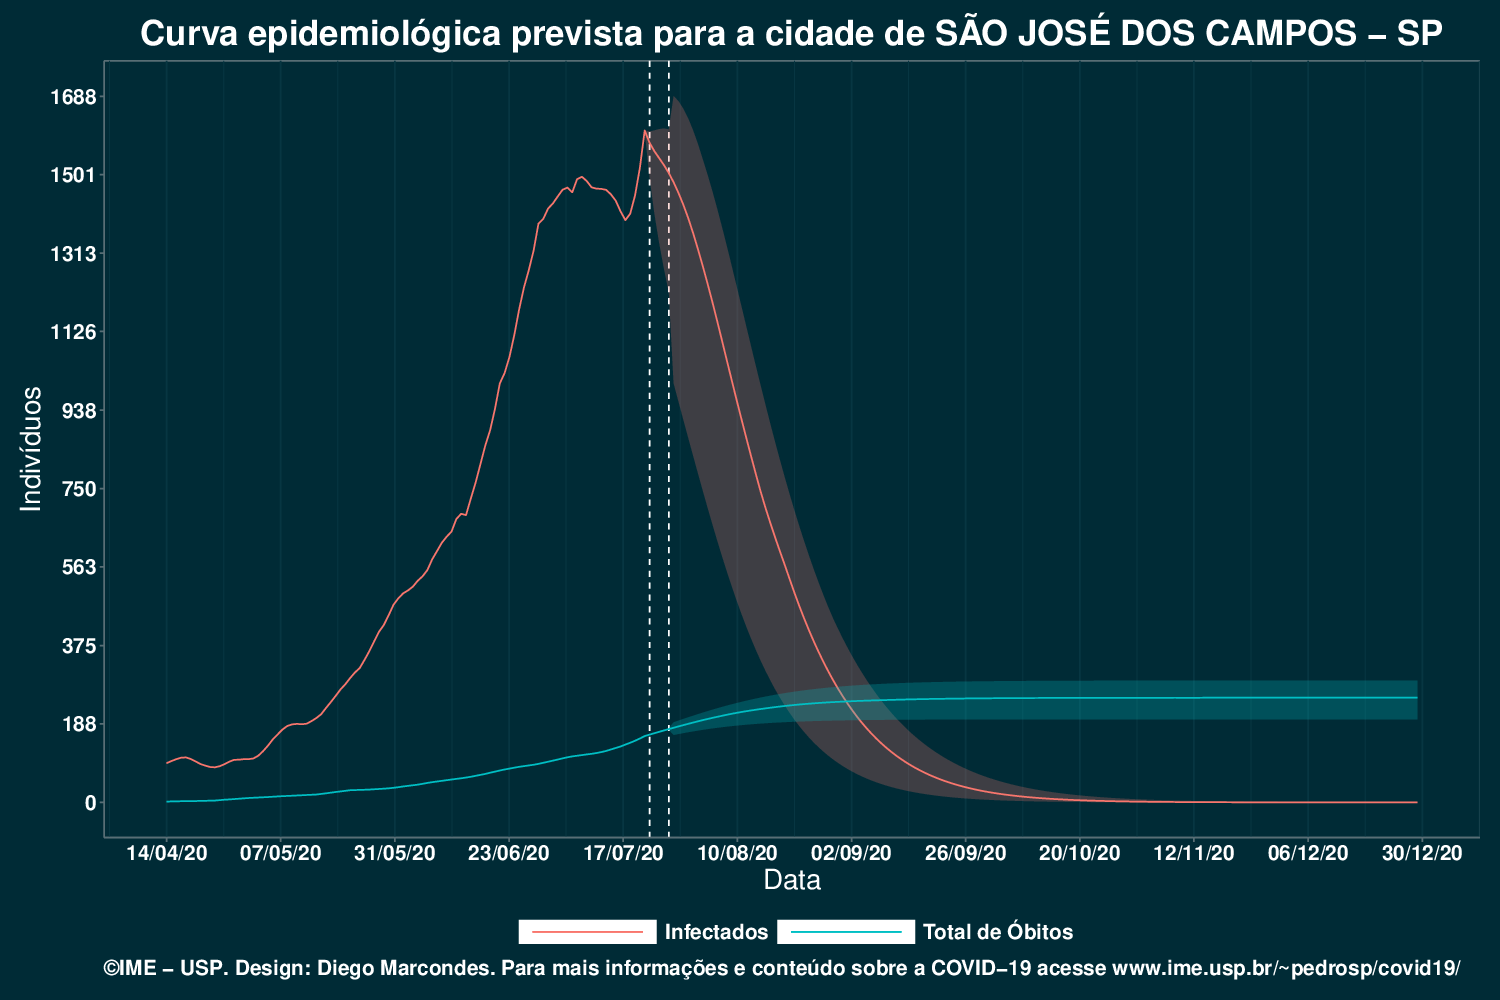 Curva epidemiológica prevista para a cidade de SÃO JOSÉ DOS CAMPOS – SP
1688
1501
1313
1126
938
750
563
375
188
0
Indivíduos
14/04/20 07/05/20 31/05/20 23/06/20 17/07/20 10/08/20 02/09/20 26/09/20 20/10/20 12/11/20 06/12/20 30/12/20
Data
Infectados Total de Óbitos
©IME – USP. Design: Diego Marcondes. Para mais informações e conteúdo sobre a COVID–19 acesse www.ime.usp.br/~pedrosp/covid19/